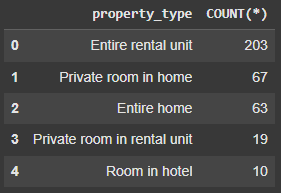 property_type COUNT(*)
0 Entire rental unit 203
1 Private room in home 67
2 Entire home 63
3 Private room in rental unit 19
4 Room in hotel 10